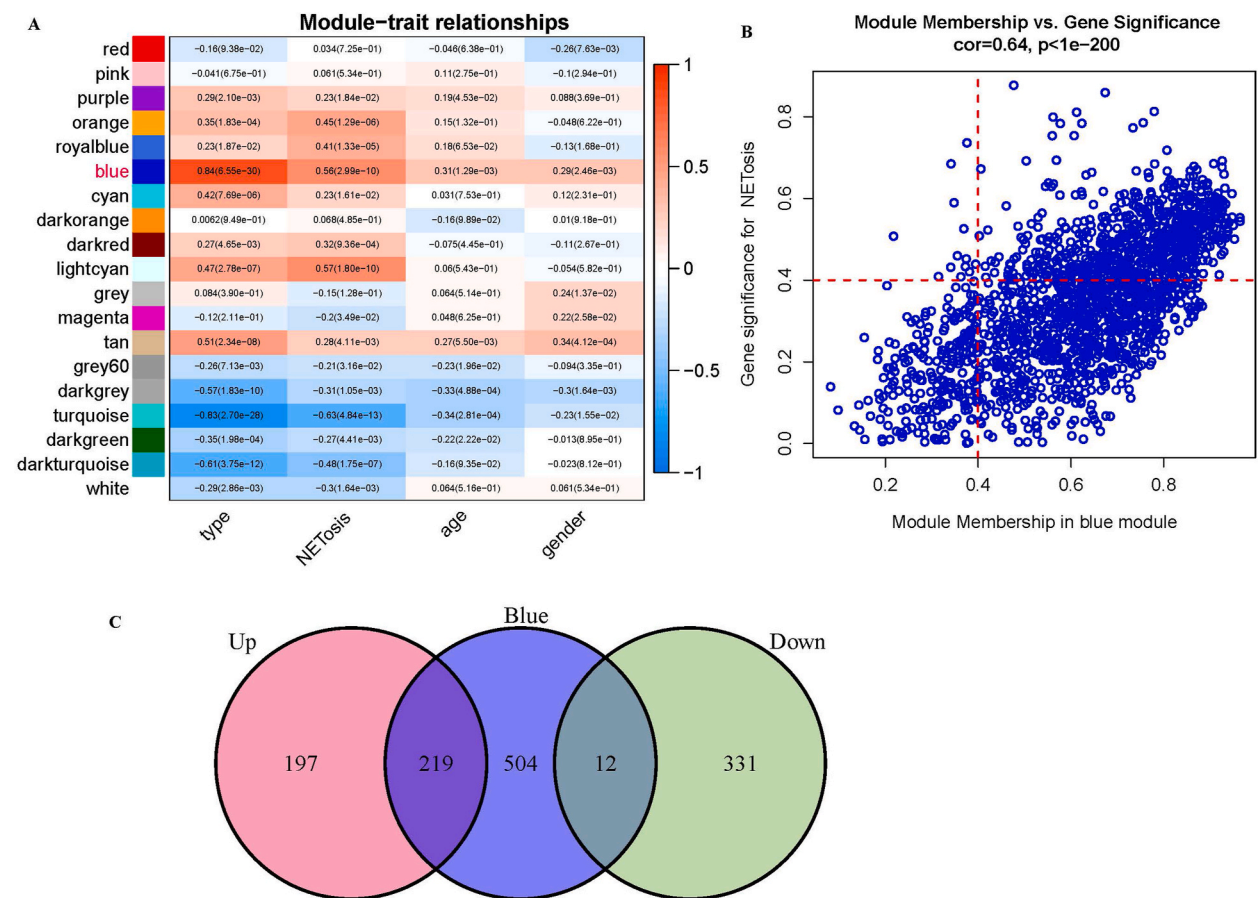 A
Module−trait relationships
red −0.16(9.38e−02) 0.034(7.25e−01) −0.046(6.38e−01) −0.26(7.63e−03)
pink −0.041(6.75e−01) 0.061(5.34e−01) 0.11(2.75e−01) −0.1(2.94e−01)
purple 0.29(2.10e−03) 0.23(1.84e−02) 0.19(4.53e−02) 0.088(3.69e−01)
orange 0.35(1.83e−04) 0.45(1.29e−06) 0.15(1.32e−01) −0.048(6.22e−01)
royalblue 0.23(1.87e−02) 0.41(1.33e−05) 0.18(6.53e−02) −0.13(1.68e−01)
blue 0.84(6.55e−30) 0.56(2.99e−10) 0.31(1.29e−03) 0.29(2.46e−03)
cyan 0.42(7.69e−06) 0.23(1.61e−02) 0.031(7.53e−01) 0.12(2.31e−01)
darkorange 0.0062(9.49e−01) 0.068(4.85e−01) −0.16(9.89e−02) 0.01(9.18e−01)
darkred 0.27(4.65e−03) 0.32(9.36e−04) −0.075(4.45e−01) −0.11(2.67e−01)
lightcyan 0.47(2.78e−07) 0.57(1.80e−10) 0.06(5.43e−01) −0.054(5.82e−01)
grey 0.084(3.90e−01) −0.15(1.28e−01) 0.064(5.14e−01) 0.24(1.37e−02)
magenta −0.12(2.11e−01) −0.2(3.49e−02) 0.048(6.25e−01) 0.22(2.58e−02)
tan 0.51(2.34e−08) 0.28(4.11e−03) 0.27(5.50e−03) 0.34(4.12e−04)
grey60 −0.26(7.13e−03) −0.21(3.16e−02) −0.23(1.96e−02) −0.094(3.35e−01)
darkgrey −0.57(1.83e−10) −0.31(1.05e−03) −0.33(4.88e−04) −0.3(1.64e−03)
turquoise −0.83(2.70e−28) −0.63(4.84e−13) −0.34(2.81e−04) −0.23(1.55e−02)
darkgreen −0.35(1.98e−04) −0.27(4.41e−03) −0.22(2.22e−02) −0.013(8.95e−01)
darkturquoise −0.61(3.75e−12) −0.48(1.75e−07) −0.16(9.35e−02) −0.023(8.12e−01)
white −0.29(2.86e−03) −0.3(1.64e−03) 0.064(5.16e−01) 0.061(5.34e−01)
type NETosis age gender
1
0.5
0
−0.5
−1
B
Module Membership vs. Gene Significance
cor=0.64, p<1e−200
Gene significance for NETosis
0.8
0.6
0.4
0.2
0.0
0.2 0.4 0.6 0.8
Module Membership in blue module
C
Up Blue Down
197 219 504 12 331